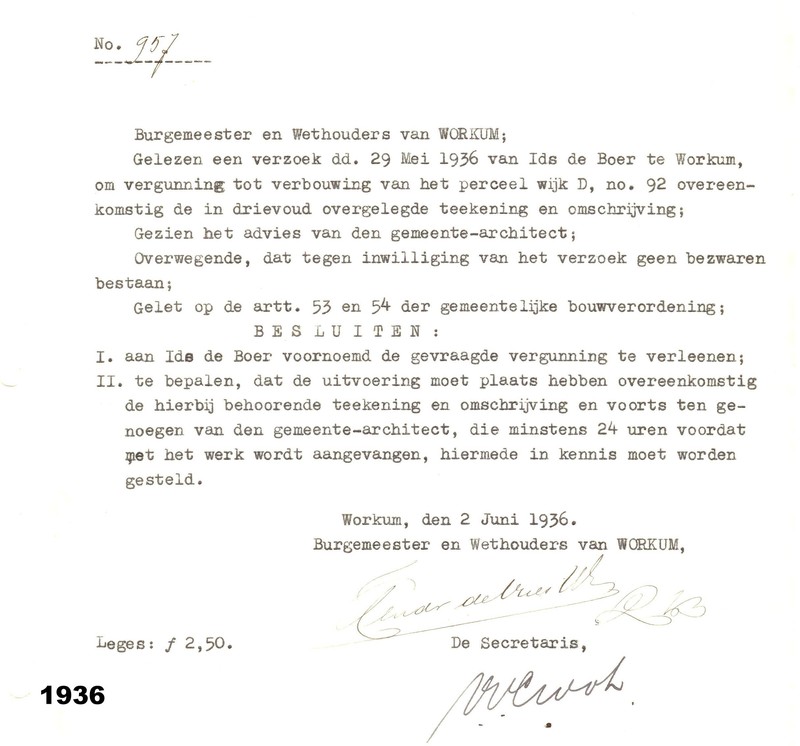 No. 957
Burgemeester en Wethouders van WORKUM;
Gelezen een verzoek dd. 29 Mei 1936 van Ids de Boer te Workum,
om vergunning tot verbouwing van het perceel wijk D, no. 92 overeen-
komstig de in drievoud overgelegde teekening en omschrijving;
Gezien het advies van den gemeente-architect;
Overwegende, dat tegen inwilliging van het verzoek geen bezwaren
bestaan;
Gelet op de artt. 53 en 54 der gemeentelijke bouwverordening;
B E S L U I T E N :
I. aan Ids de Boer voornoemd de gevraagde vergunning te verleenen;
II. te bepalen, dat de uitvoering moet plaats hebben overeenkomstig
de hierbij behoorende teekening en omschrijving en voorts ten ge-
noegen van den gemeente-architect, die minstens 24 uren voordat
met het werk wordt aangevangen, hiermede in kennis moet worden
gesteld.
Workum, den 2 Juni 1936.
Burgemeester en Wethouders van WORKUM,
Leges: ƒ 2,50.
De Secretaris,
1936